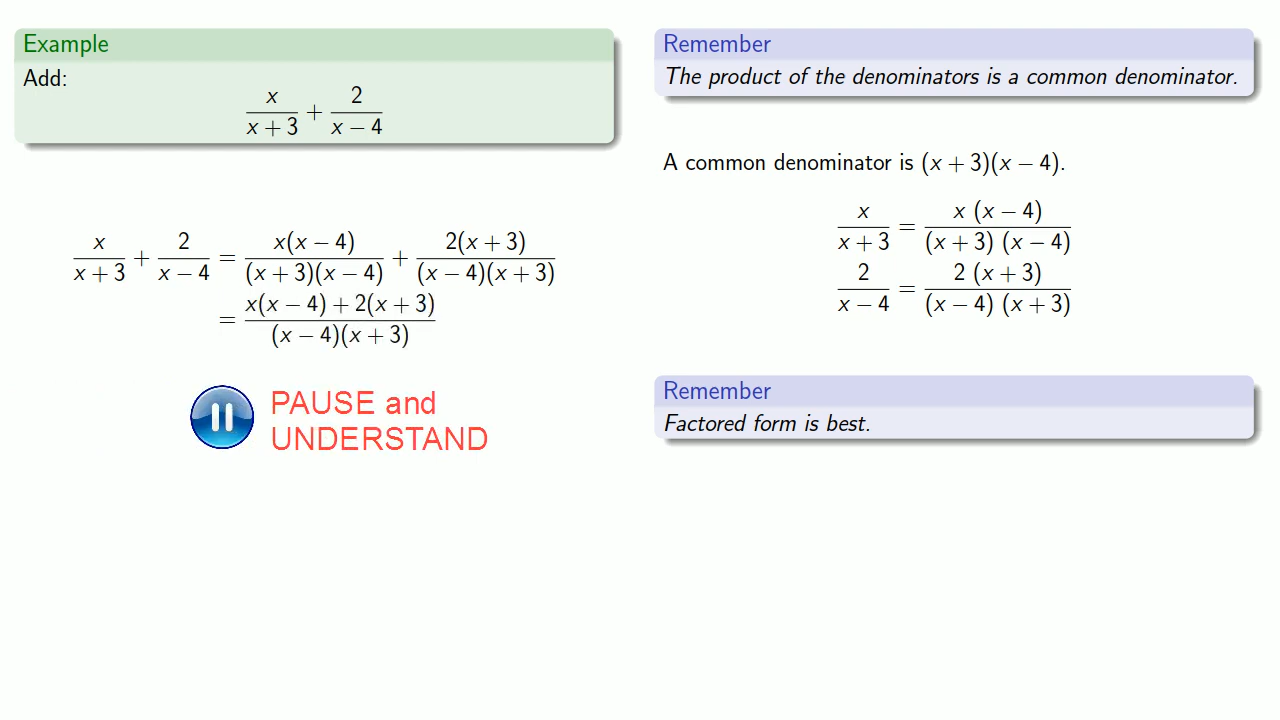 Example
Add:
x/(x + 3) + 2/(x − 4)
x/(x + 3) + 2/(x − 4) = x(x − 4)/((x + 3)(x − 4)) + 2(x + 3)/((x − 4)(x + 3))
= (x(x − 4) + 2(x + 3))/((x − 4)(x + 3))
PAUSE and
UNDERSTAND
Remember
The product of the denominators is a common denominator.
A common denominator is (x + 3)(x − 4).
x/(x + 3) = x (x − 4)/((x + 3) (x − 4))
2/(x − 4) = 2 (x + 3)/((x − 4) (x + 3))
Remember
Factored form is best.